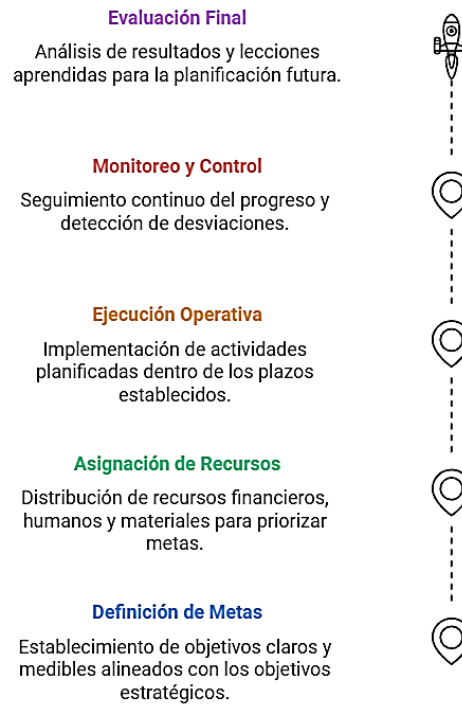 Evaluación Final
Análisis de resultados y lecciones
aprendidas para la planificación futura.
Monitoreo y Control
Seguimiento continuo del progreso y
detección de desviaciones.
Ejecución Operativa
Implementación de actividades
planificadas dentro de los plazos
establecidos.
Asignación de Recursos
Distribución de recursos financieros,
humanos y materiales para priorizar
metas.
Definición de Metas
Establecimiento de objetivos claros y
medibles alineados con los objetivos
estratégicos.